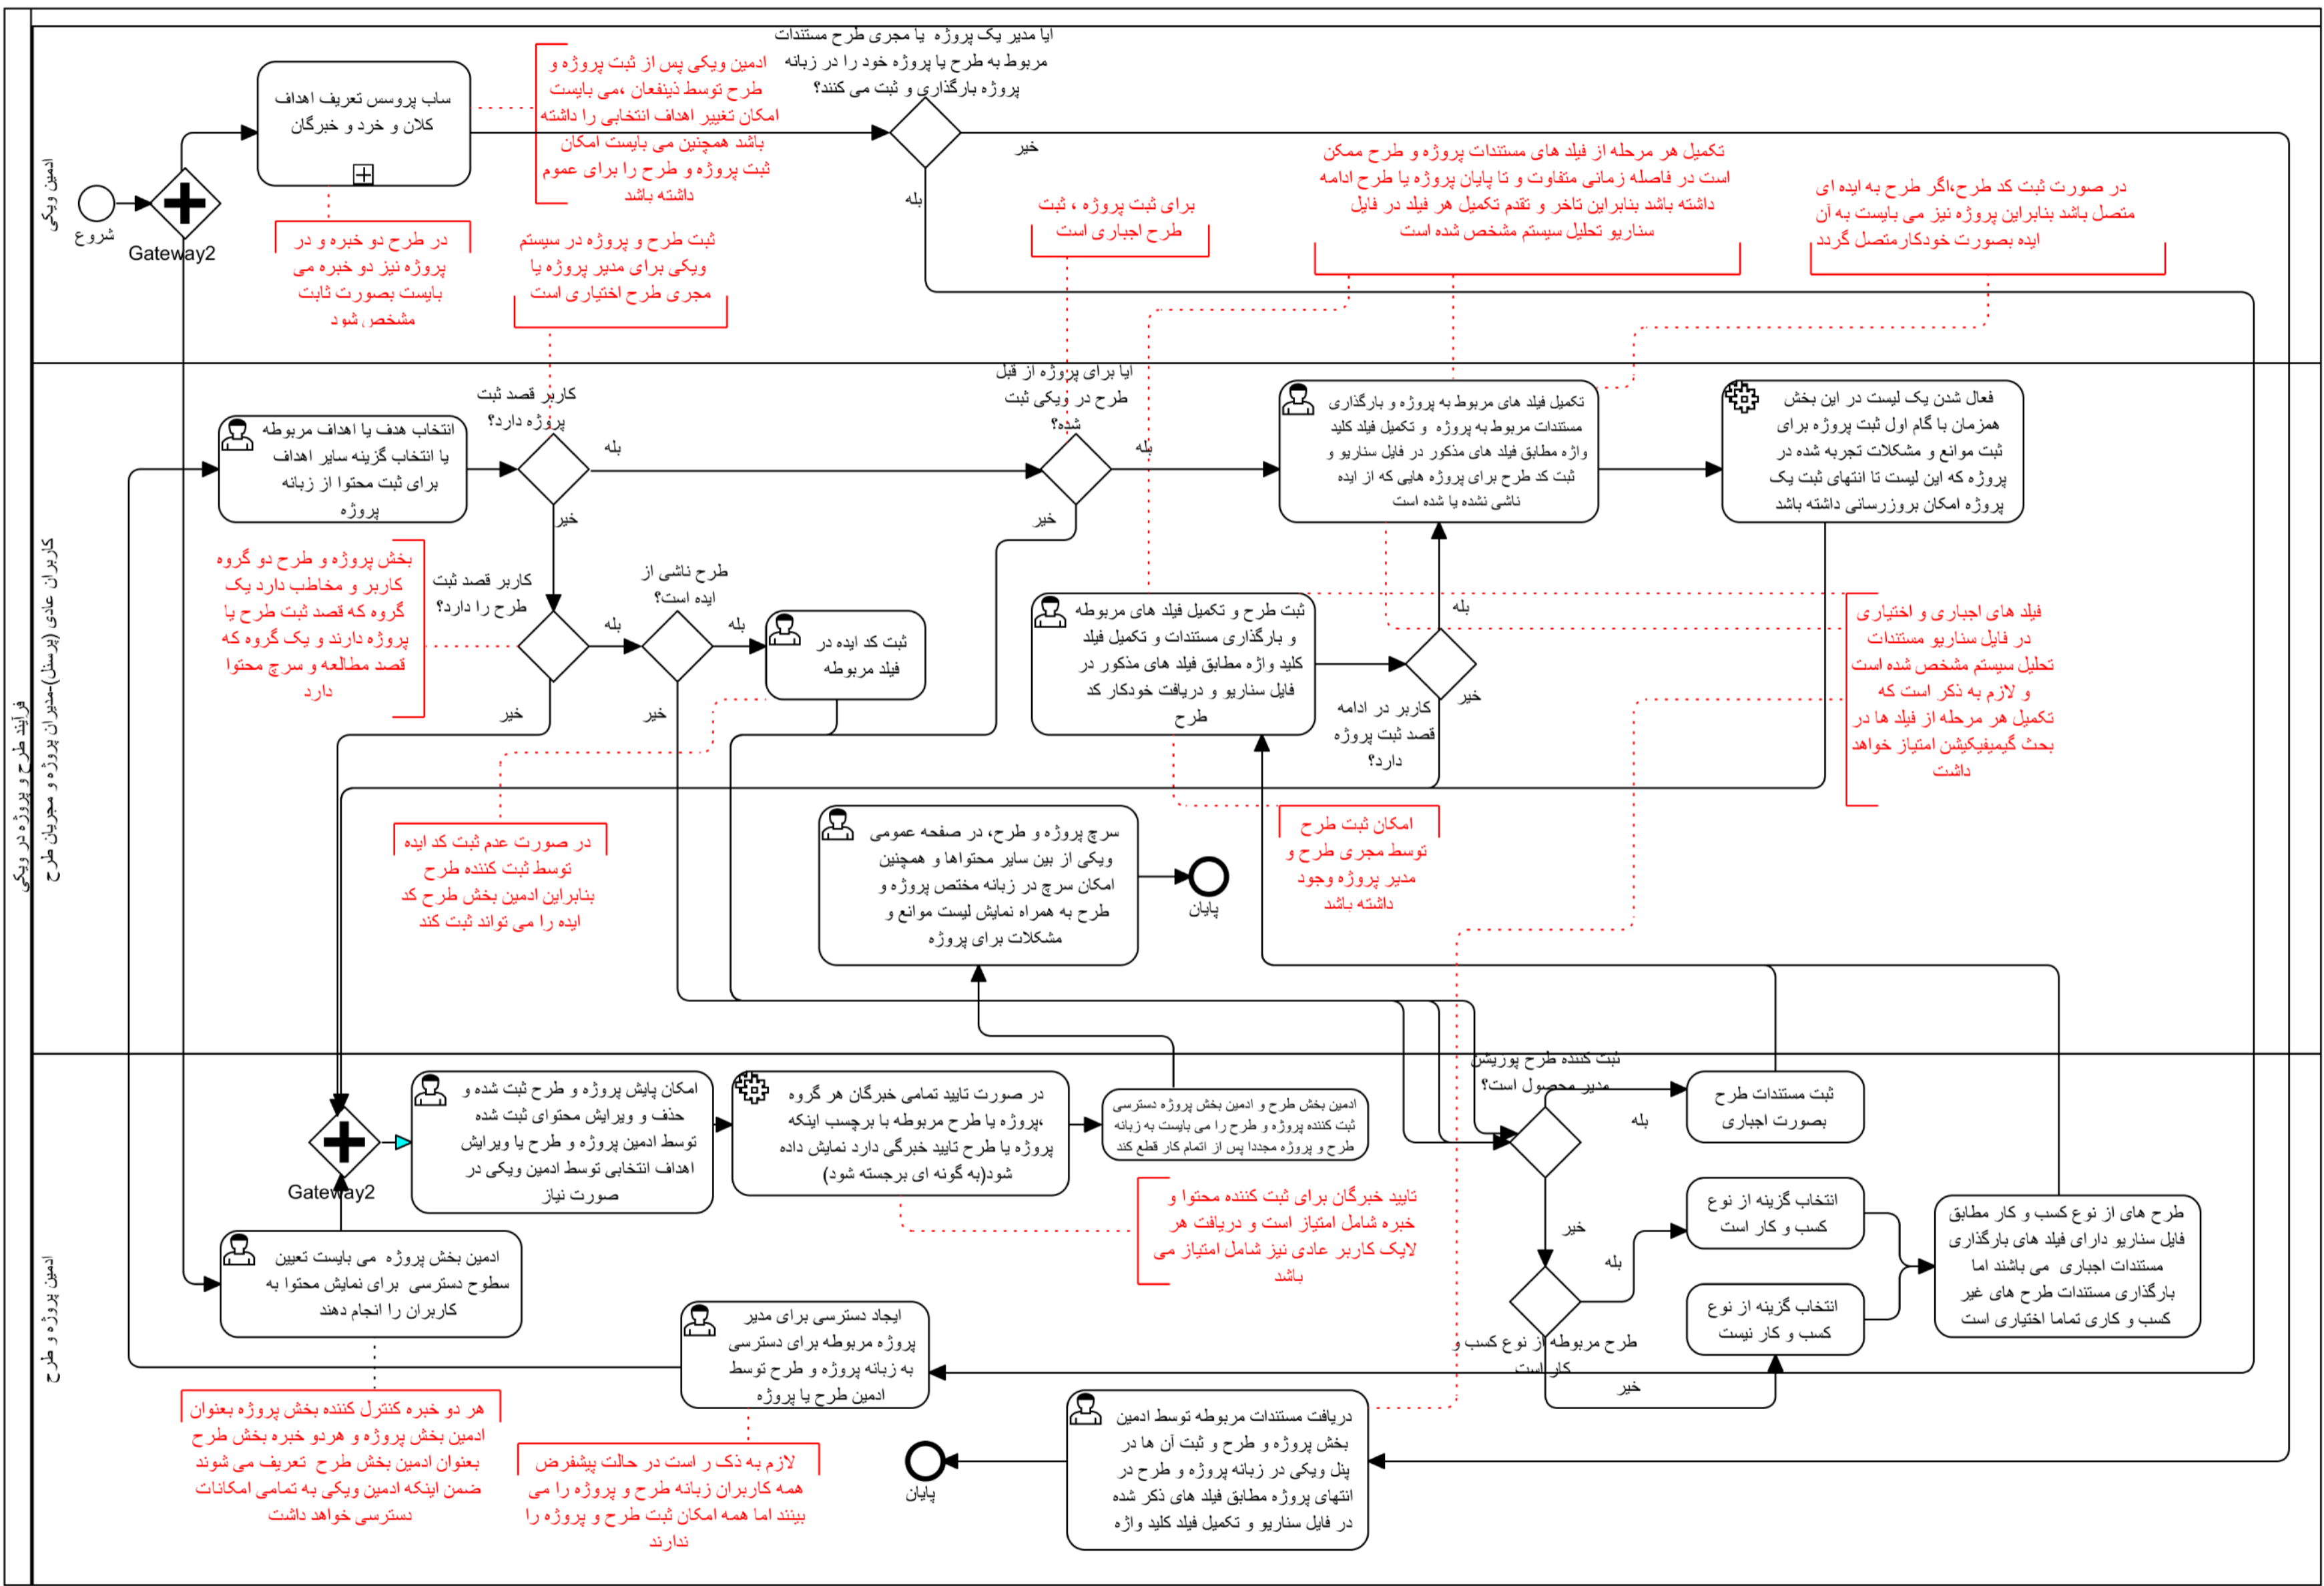 فرآیند طرح و پروژه در ویکی
ادمین ویکی
شروع
Gateway2
ساب پروسس تعریف اهداف
کلان و خرد و خبرگان
در طرح دو خبره و در
پروژه نیز دو خبره می
بایست بصورت ثابت
مشخص شود
ادمین ویکی پس از ثبت پروژه و
طرح توسط ذینفعان ،می بایست
امکان تغییر اهداف انتخابی را داشته
باشد همچنین می بایست امکان
ثبت پروژه و طرح را برای عموم
داشته باشد
ثبت طرح و پروژه در سیستم
ویکی برای مدیر پروژه یا
مجری طرح اختیاری است
ایا مدیر یک پروژه یا مجری طرح مستندات
مربوط به طرح یا پروژه خود را در زبانه
پروژه بارگذاری و ثبت می کنند؟
خیر
بله
برای ثبت پروژه ، ثبت
طرح اجباری است
تکمیل هر مرحله از فیلد های مستندات پروژه و طرح ممکن
است در فاصله زمانی متفاوت و تا پایان پروژه یا طرح ادامه
داشته باشد بنابراین تاخر و تقدم تکمیل هر فیلد در فایل
سناریو تحلیل سیستم مشخص شده است
در صورت ثبت کد طرح،اگر طرح به ایده ای
متصل باشد بنابراین پروژه نیز می بایست به آن
ایده بصورت خودکارمتصل گردد
کاربران عادی (پرسنل)-مدیران پروژه و مجریان طرح
انتخاب هدف یا اهداف مربوطه
یا انتخاب گزینه سایر اهداف
برای ثبت محتوا از زبانه
پروژه
کاربر قصد ثبت
پروژه دارد؟
بله
خیر
ایا برای پروژه از قبل
طرح در ویکی ثبت
شده؟
بله
خیر
تکمیل فیلد های مربوط به پروژه و بارگذاری
مستندات مربوط به پروژه و تکمیل فیلد کلید
واژه مطابق فیلد های مذکور در فایل سناریو و
ثبت کد طرح برای پروژه هایی که از ایده
ناشی نشده یا شده است
فعال شدن یک لیست در این بخش
همزمان با گام اول ثبت پروژه برای
ثبت موانع و مشکلات تجربه شده در
پروژه که این لیست تا انتهای ثبت یک
پروژه امکان بروزرسانی داشته باشد
بخش پروژه و طرح دو گروه
کاربر و مخاطب دارد یک
گروه که قصد ثبت طرح یا
پروژه دارند و یک گروه که
قصد مطالعه و سرچ محتوا
دارد
کاربر قصد ثبت
طرح را دارد؟
بله
خیر
طرح ناشی از
ایده است؟
بله
خیر
ثبت کد ایده در
فیلد مربوطه
ثبت طرح و تکمیل فیلد های مربوطه
و بارگذاری مستندات و تکمیل فیلد
کلید واژه مطابق فیلد های مذکور در
فایل سناریو و دریافت خودکار کد
طرح
بله
خیر
کاربر در ادامه
قصد ثبت پروژه
دارد؟
فیلد های اجباری و اختیاری
در فایل سناریو مستندات
تحلیل سیستم مشخص شده است
و لازم به ذکر است که
تکمیل هر مرحله از فیلد ها در
بحث گیمیفیکیشن امتیاز خواهد
داشت
در صورت عدم ثبت کد ایده
توسط ثبت کننده طرح
بنابراین ادمین بخش طرح کد
ایده را می تواند ثبت کند
سرچ پروژه و طرح، در صفحه عمومی
ویکی از بین سایر محتواها و همچنین
امکان سرچ در زبانه مختص پروژه و
طرح به همراه نمایش لیست موانع و
مشکلات برای پروژه
پایان
امکان ثبت طرح
توسط مجری طرح و
مدیر پروژه وجود
داشته باشد
ادمین پروژه و طرح
Gateway2
امکان پایش پروژه و طرح ثبت شده و
حذف و ویرایش محتوای ثبت شده
توسط ادمین پروژه و طرح یا ویرایش
اهداف انتخابی توسط ادمین ویکی در
صورت نیاز
در صورت تایید تمامی خبرگان هر گروه
،پروژه یا طرح مربوطه با برچسب اینکه
پروژه یا طرح تایید خبرگی دارد نمایش داده
شود(به گونه ای برجسته شود)
ادمین بخش طرح و ادمین بخش پروژه دسترسی
ثبت کننده پروژه و طرح را می بایست به زبانه
طرح و پروژه مجددا پس از اتمام کار قطع کند
تایید خبرگان برای ثبت کننده محتوا و
خبره شامل امتیاز است و دریافت هر
لایک کاربر عادی نیز شامل امتیاز می
باشد
ثبت کننده طرح پوزیشن
مدیر محصول است؟
بله
خیر
ثبت مستندات طرح
بصورت اجباری
انتخاب گزینه از نوع
کسب و کار است
انتخاب گزینه از نوع
کسب و کار نیست
طرح های از نوع کسب و کار مطابق
فایل سناریو دارای فیلد های بارگذاری
مستندات اجباری می باشند اما
بارگذاری مستندات طرح های غیر
کسب و کاری تماما اختیاری است
بله
طرح مربوطه از نوع کسب و
کار است
خیر
ادمین بخش پروژه می بایست تعیین
سطوح دسترسی برای نمایش محتوا به
کاربران را انجام دهند
هر دو خبره کنترل کننده بخش پروژه بعنوان
ادمین بخش پروژه و هردو خبره بخش طرح
بعنوان ادمین بخش طرح تعریف می شوند
ضمن اینکه ادمین ویکی به تمامی امکانات
دسترسی خواهد داشت
ایجاد دسترسی برای مدیر
پروژه مربوطه برای دسترسی
به زبانه پروژه و طرح توسط
ادمین طرح یا پروژه
لازم به ذک ر است در حالت پیشفرض
همه کاربران زبانه طرح و پروژه را می
بینند اما همه امکان ثبت طرح و پروژه را
ندارند
پایان
دریافت مستندات مربوطه توسط ادمین
بخش پروژه و طرح و ثبت آن ها در
پنل ویکی در زبانه پروژه و طرح در
انتهای پروژه مطابق فیلد های ذکر شده
در فایل سناریو و تکمیل فیلد کلید واژه